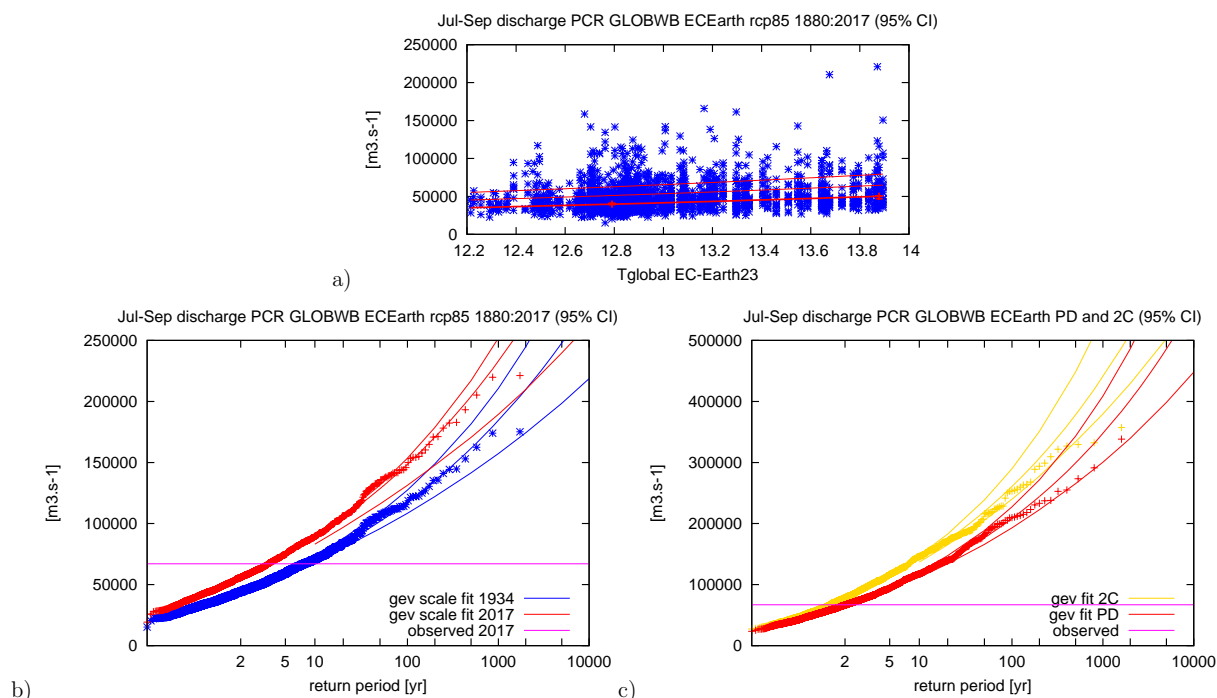 Jul-Sep discharge PCR GLOBWB ECEarth rcp85 1880:2017 (95% CI)
250000
200000
150000
100000
50000
0
[m3.s-1]
12.2 12.4 12.6 12.8 13 13.2 13.4 13.6 13.8 14
Tglobal EC-Earth23
a)
Jul-Sep discharge PCR GLOBWB ECEarth rcp85 1880:2017 (95% CI)
250000
200000
150000
100000
50000
0
[m3.s-1]
gev scale fit 1934
gev scale fit 2017
observed 2017
2 5 10 100 1000 10000
return period [yr]
b)
Jul-Sep discharge PCR GLOBWB ECEarth PD and 2C (95% CI)
500000
400000
300000
200000
100000
0
[m3.s-1]
gev fit 2C
gev fit PD
observed
2 5 10 100 1000 10000
return period [yr]
c)